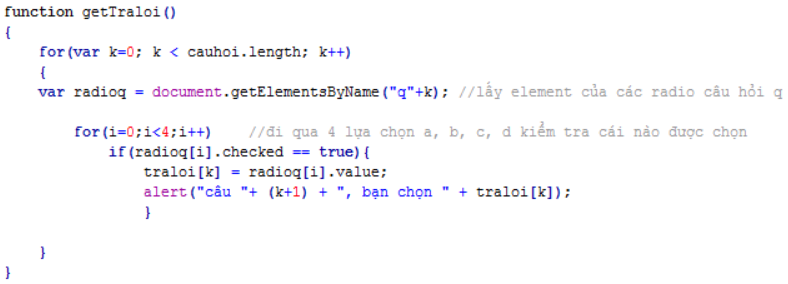 function getTraloi()
{
for(var k=0; k < cauhoi.length; k++)
{
var radioq = document.getElementsByName("q"+k); //lấy element của các radio câu hỏi q
for(i=0;i<4;i++) //đi qua 4 lựa chọn a, b, c, d kiểm tra cái nào được chọn
if(radioq[i].checked == true){
traloi[k] = radioq[i].value;
alert("câu "+ (k+1) + ", bạn chọn " + traloi[k]);
}
}
}